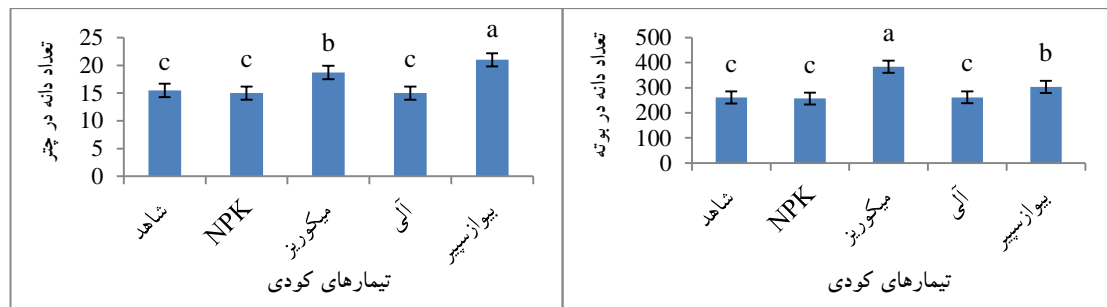 تعداد دانه در چتر
25
20
15
10
5
0
c
c
b
c
a
شاهد
NPK
میکوریز
آلی
بیوازسپیر
تیمارهای کودی
تعداد دانه در بوته
500
400
300
200
100
0
c
c
a
c
b
شاهد
NPK
میکوریز
آلی
بیوازسپیر
تیمارهای کودی